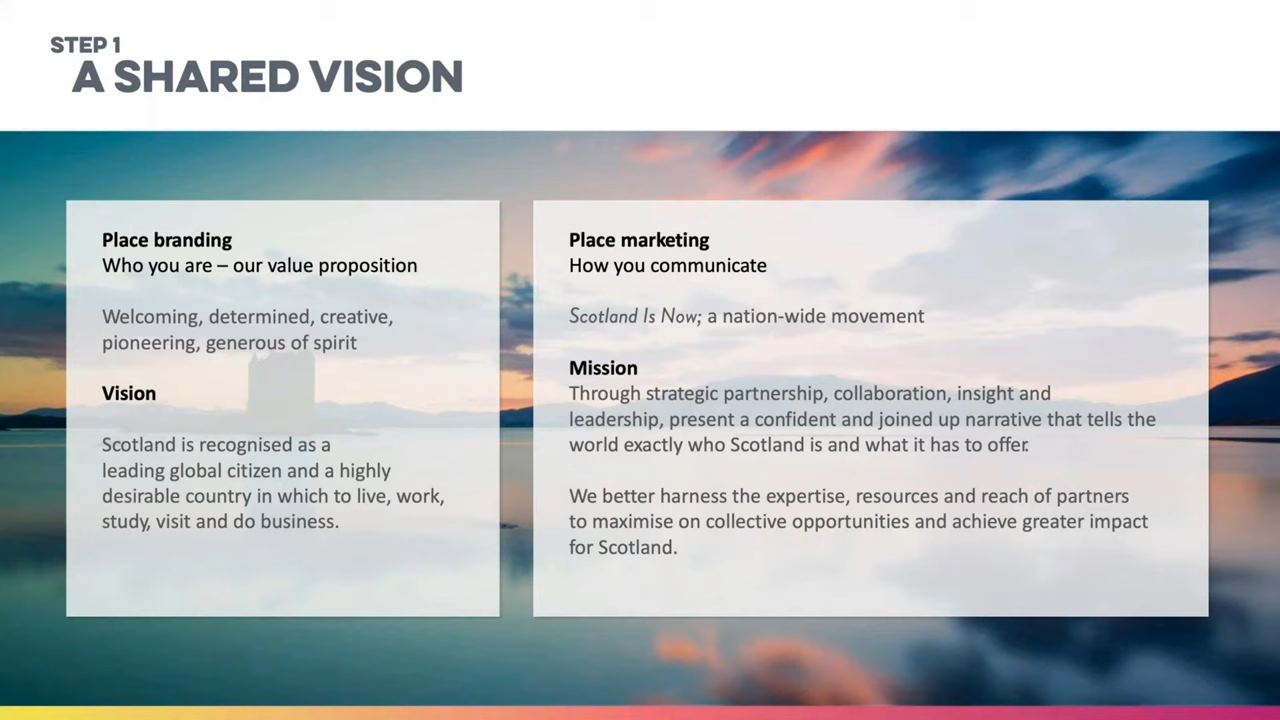 STEP 1
A SHARED VISION
Place branding
Who you are – our value proposition
Welcoming, determined, creative,
pioneering, generous of spirit
Vision
Scotland is recognised as a
leading global citizen and a highly
desirable country in which to live, work,
study, visit and do business.
Place marketing
How you communicate
Scotland Is Now; a nation-wide movement
Mission
Through strategic partnership, collaboration, insight and
leadership, present a confident and joined up narrative that tells the
world exactly who Scotland is and what it has to offer.
We better harness the expertise, resources and reach of partners
to maximise on collective opportunities and achieve greater impact
for Scotland.